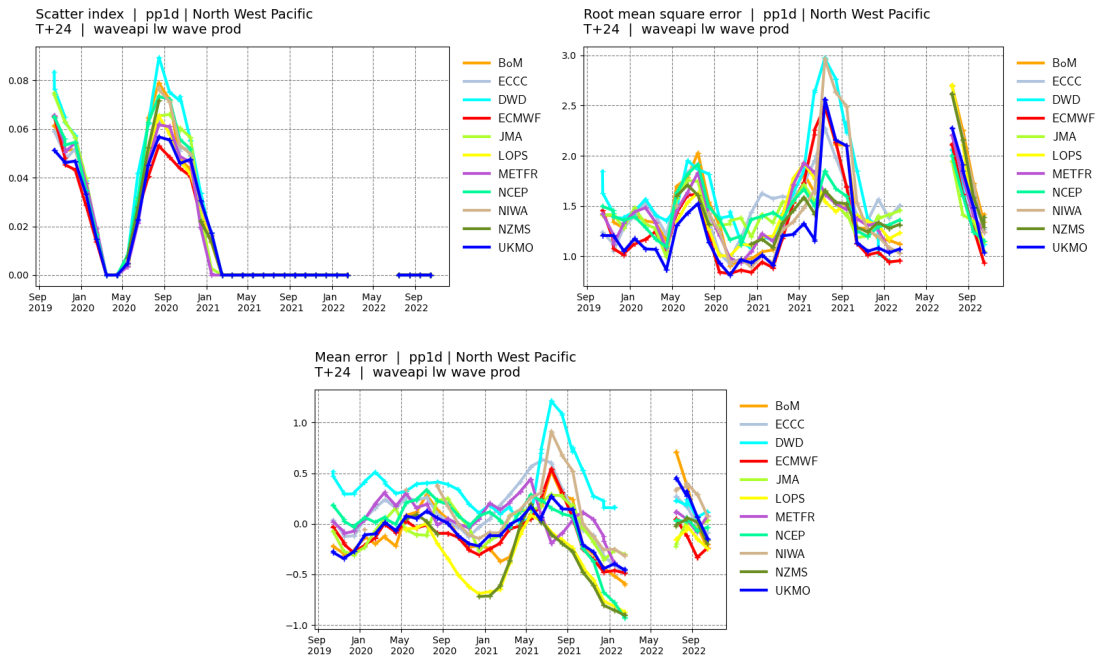 Scatter index | pp1d | North West Pacific
T+24 | waveapi lw wave prod
0.08
0.06
0.04
0.02
0.00
Sep Jan May Sep Jan May Sep Jan May Sep
2019 2020 2020 2020 2021 2021 2021 2022 2022 2022
BoM
ECCC
DWD
ECMWF
JMA
LOPS
METFR
NCEP
NIWA
NZMS
UKMO
Root mean square error | pp1d | North West Pacific
T+24 | waveapi lw wave prod
3.0
2.5
2.0
1.5
1.0
Sep Jan May Sep Jan May Sep Jan May Sep
2019 2020 2020 2020 2021 2021 2021 2022 2022 2022
BoM
ECCC
DWD
ECMWF
JMA
LOPS
METFR
NCEP
NIWA
NZMS
UKMO
Mean error | pp1d | North West Pacific
T+24 | waveapi lw wave prod
1.0
0.5
0.0
−0.5
−1.0
Sep Jan May Sep Jan May Sep Jan May Sep
2019 2020 2020 2020 2021 2021 2021 2022 2022 2022
BoM
ECCC
DWD
ECMWF
JMA
LOPS
METFR
NCEP
NIWA
NZMS
UKMO